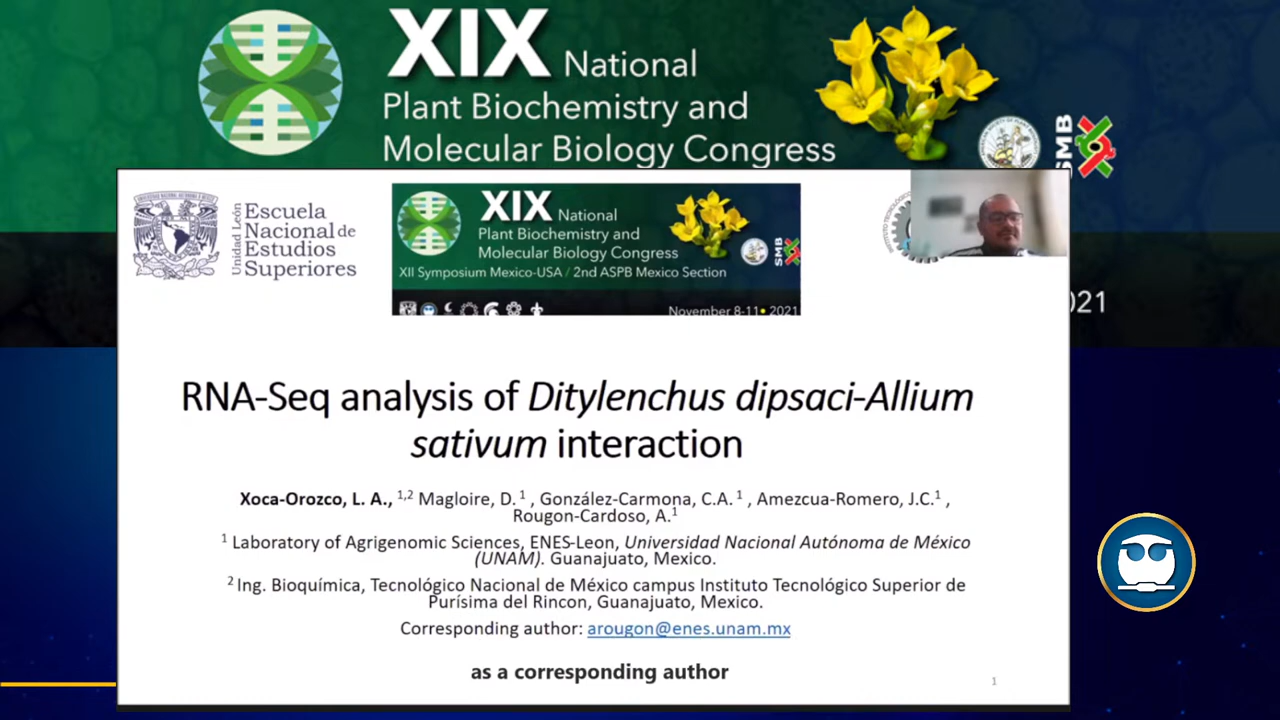 XIX National
Plant Biochemistry and
Molecular Biology Congress
SMB
Unidad León
Escuela
Nacional de
Estudios
Superiores
XIX National
Plant Biochemistry and
Molecular Biology Congress
SMB
XII Symposium Mexico-USA / 2nd ASPB Mexico Section
November 8-11• 2021
021
RNA-Seq analysis of Ditylenchus dipsaci-Allium
sativum interaction
Xoca-Orozco, L. A., 1,2 Magloire, D. 1 , González-Carmona, C.A. 1 , Amezcua-Romero, J.C.1 ,
Rougon-Cardoso, A.1
1 Laboratory of Agrigenomic Sciences, ENES-Leon, Universidad Nacional Autónoma de México
(UNAM). Guanajuato, Mexico.
2 Ing. Bioquímica, Tecnológico Nacional de México campus Instituto Tecnológico Superior de
Purísima del Rincon, Guanajuato, Mexico.
Corresponding author: arougon@enes.unam.mx
as a corresponding author
1